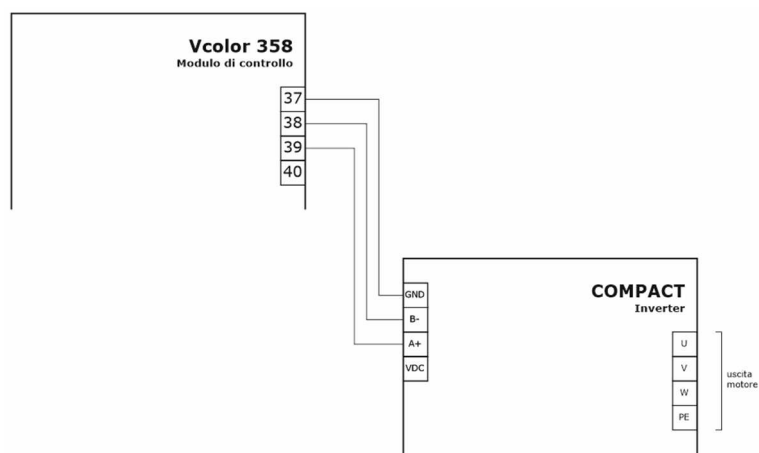 Vcolor 358
Modulo di controllo
37
38
39
40
COMPACT
Inverter
GND
B-
A+
VDC
U
V
W
PE
uscita
motore